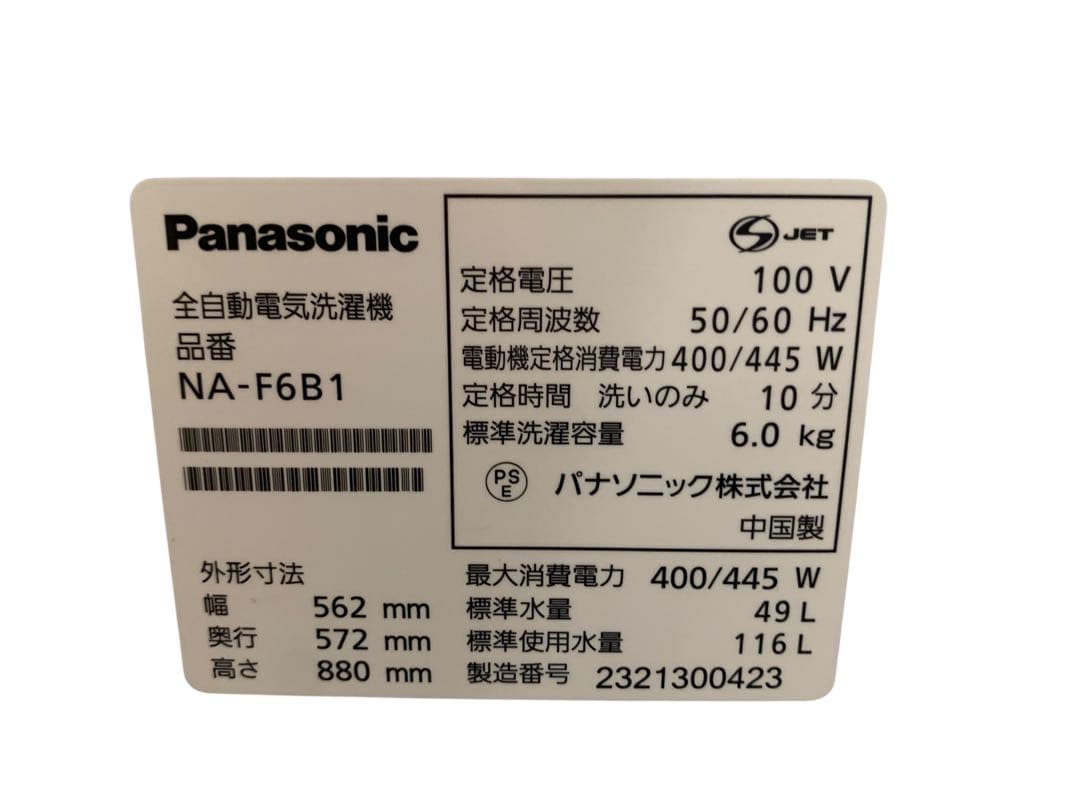 Panasonic
全自動電気洗濯機
品番
NA-F6B1
JET
定格電圧 100 V
定格周波数 50/60 Hz
電動機定格消費電力 400/445 W
定格時間 洗いのみ 10 分
標準洗濯容量 6.0 kg
PS
E
パナソニック株式会社
中国製
外形寸法
幅 562 mm
奥行 572 mm
高さ 880 mm
最大消費電力 400/445 W
標準水量 49 L
標準使用水量 116 L
製造番号 2321300423